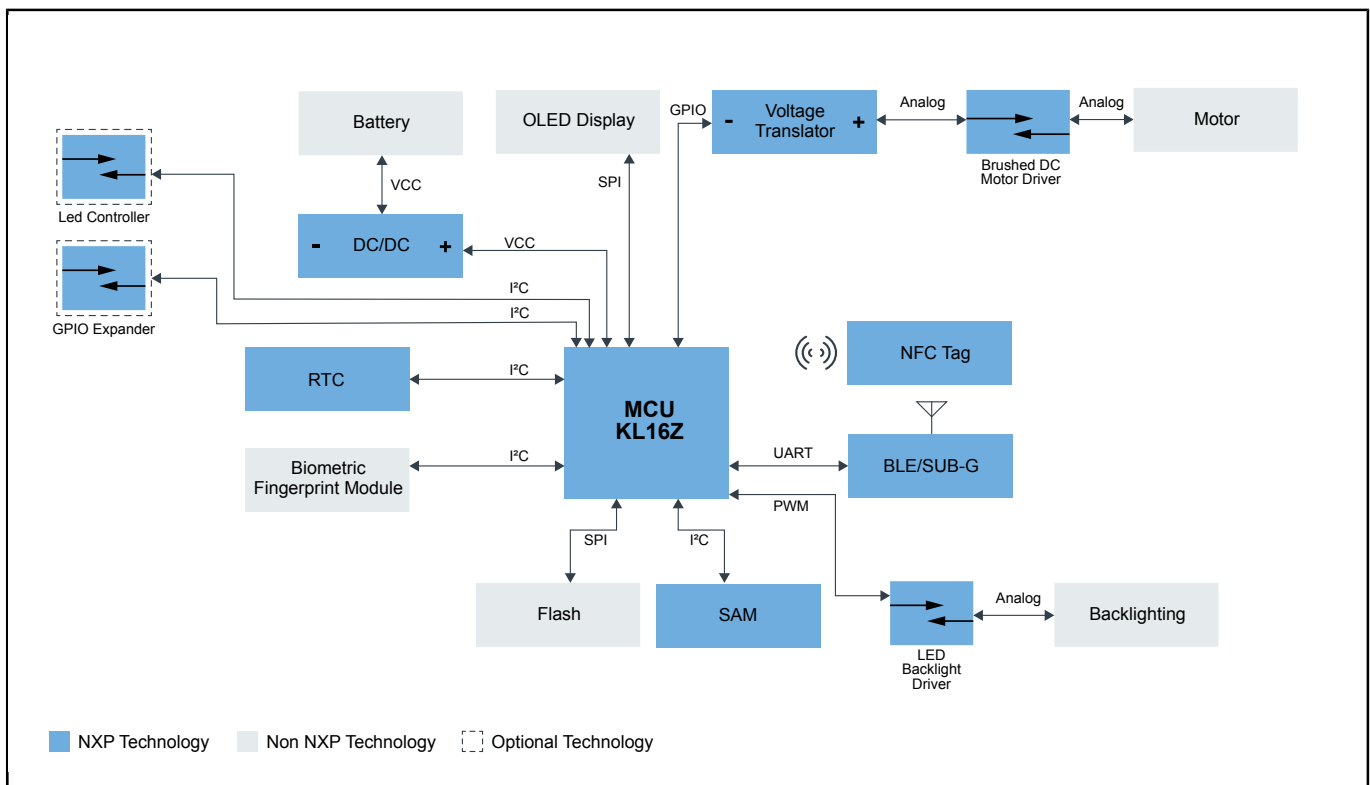 Battery
OLED Display
GPIO
-
Voltage
Translator
+
Analog
Analog
Motor
Brushed DC
Motor Driver
Led Controller
VCC
SPI
-
DC/DC
+
VCC
GPIO Expander
I²C
I²C
RTC
I²C
MCU
KL16Z
NFC Tag
Biometric
Fingerprint Module
I²C
UART
BLE/SUB-G
PWM
SPI
I²C
Flash
SAM
Analog
Backlighting
LED
Backlight
Driver
NXP Technology
Non NXP Technology
Optional Technology